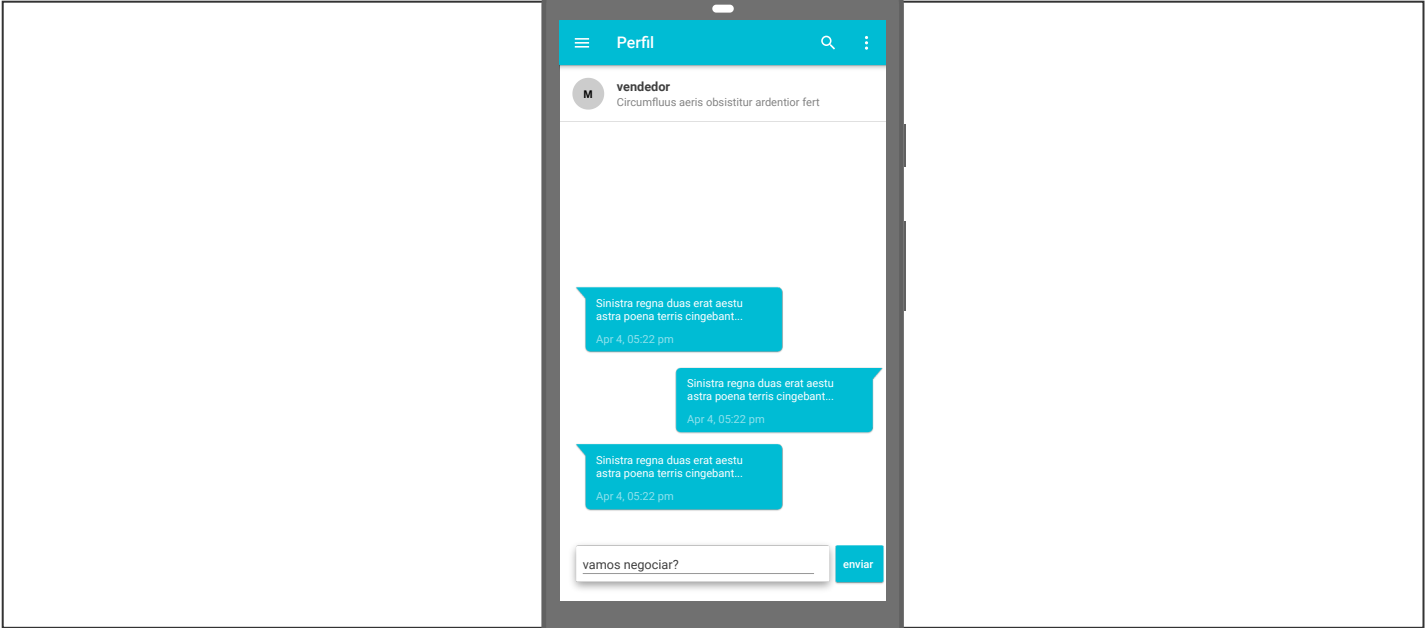 Perfil
M
vendedor
Circumfluus aeris obsistitur ardentior fert
Sinistra regna duas erat aestu
astra poena terris cingebant...
Apr 4, 05:22 pm
Sinistra regna duas erat aestu
astra poena terris cingebant...
Apr 4, 05:22 pm
Sinistra regna duas erat aestu
astra poena terris cingebant...
Apr 4, 05:22 pm
vamos negociar?
enviar